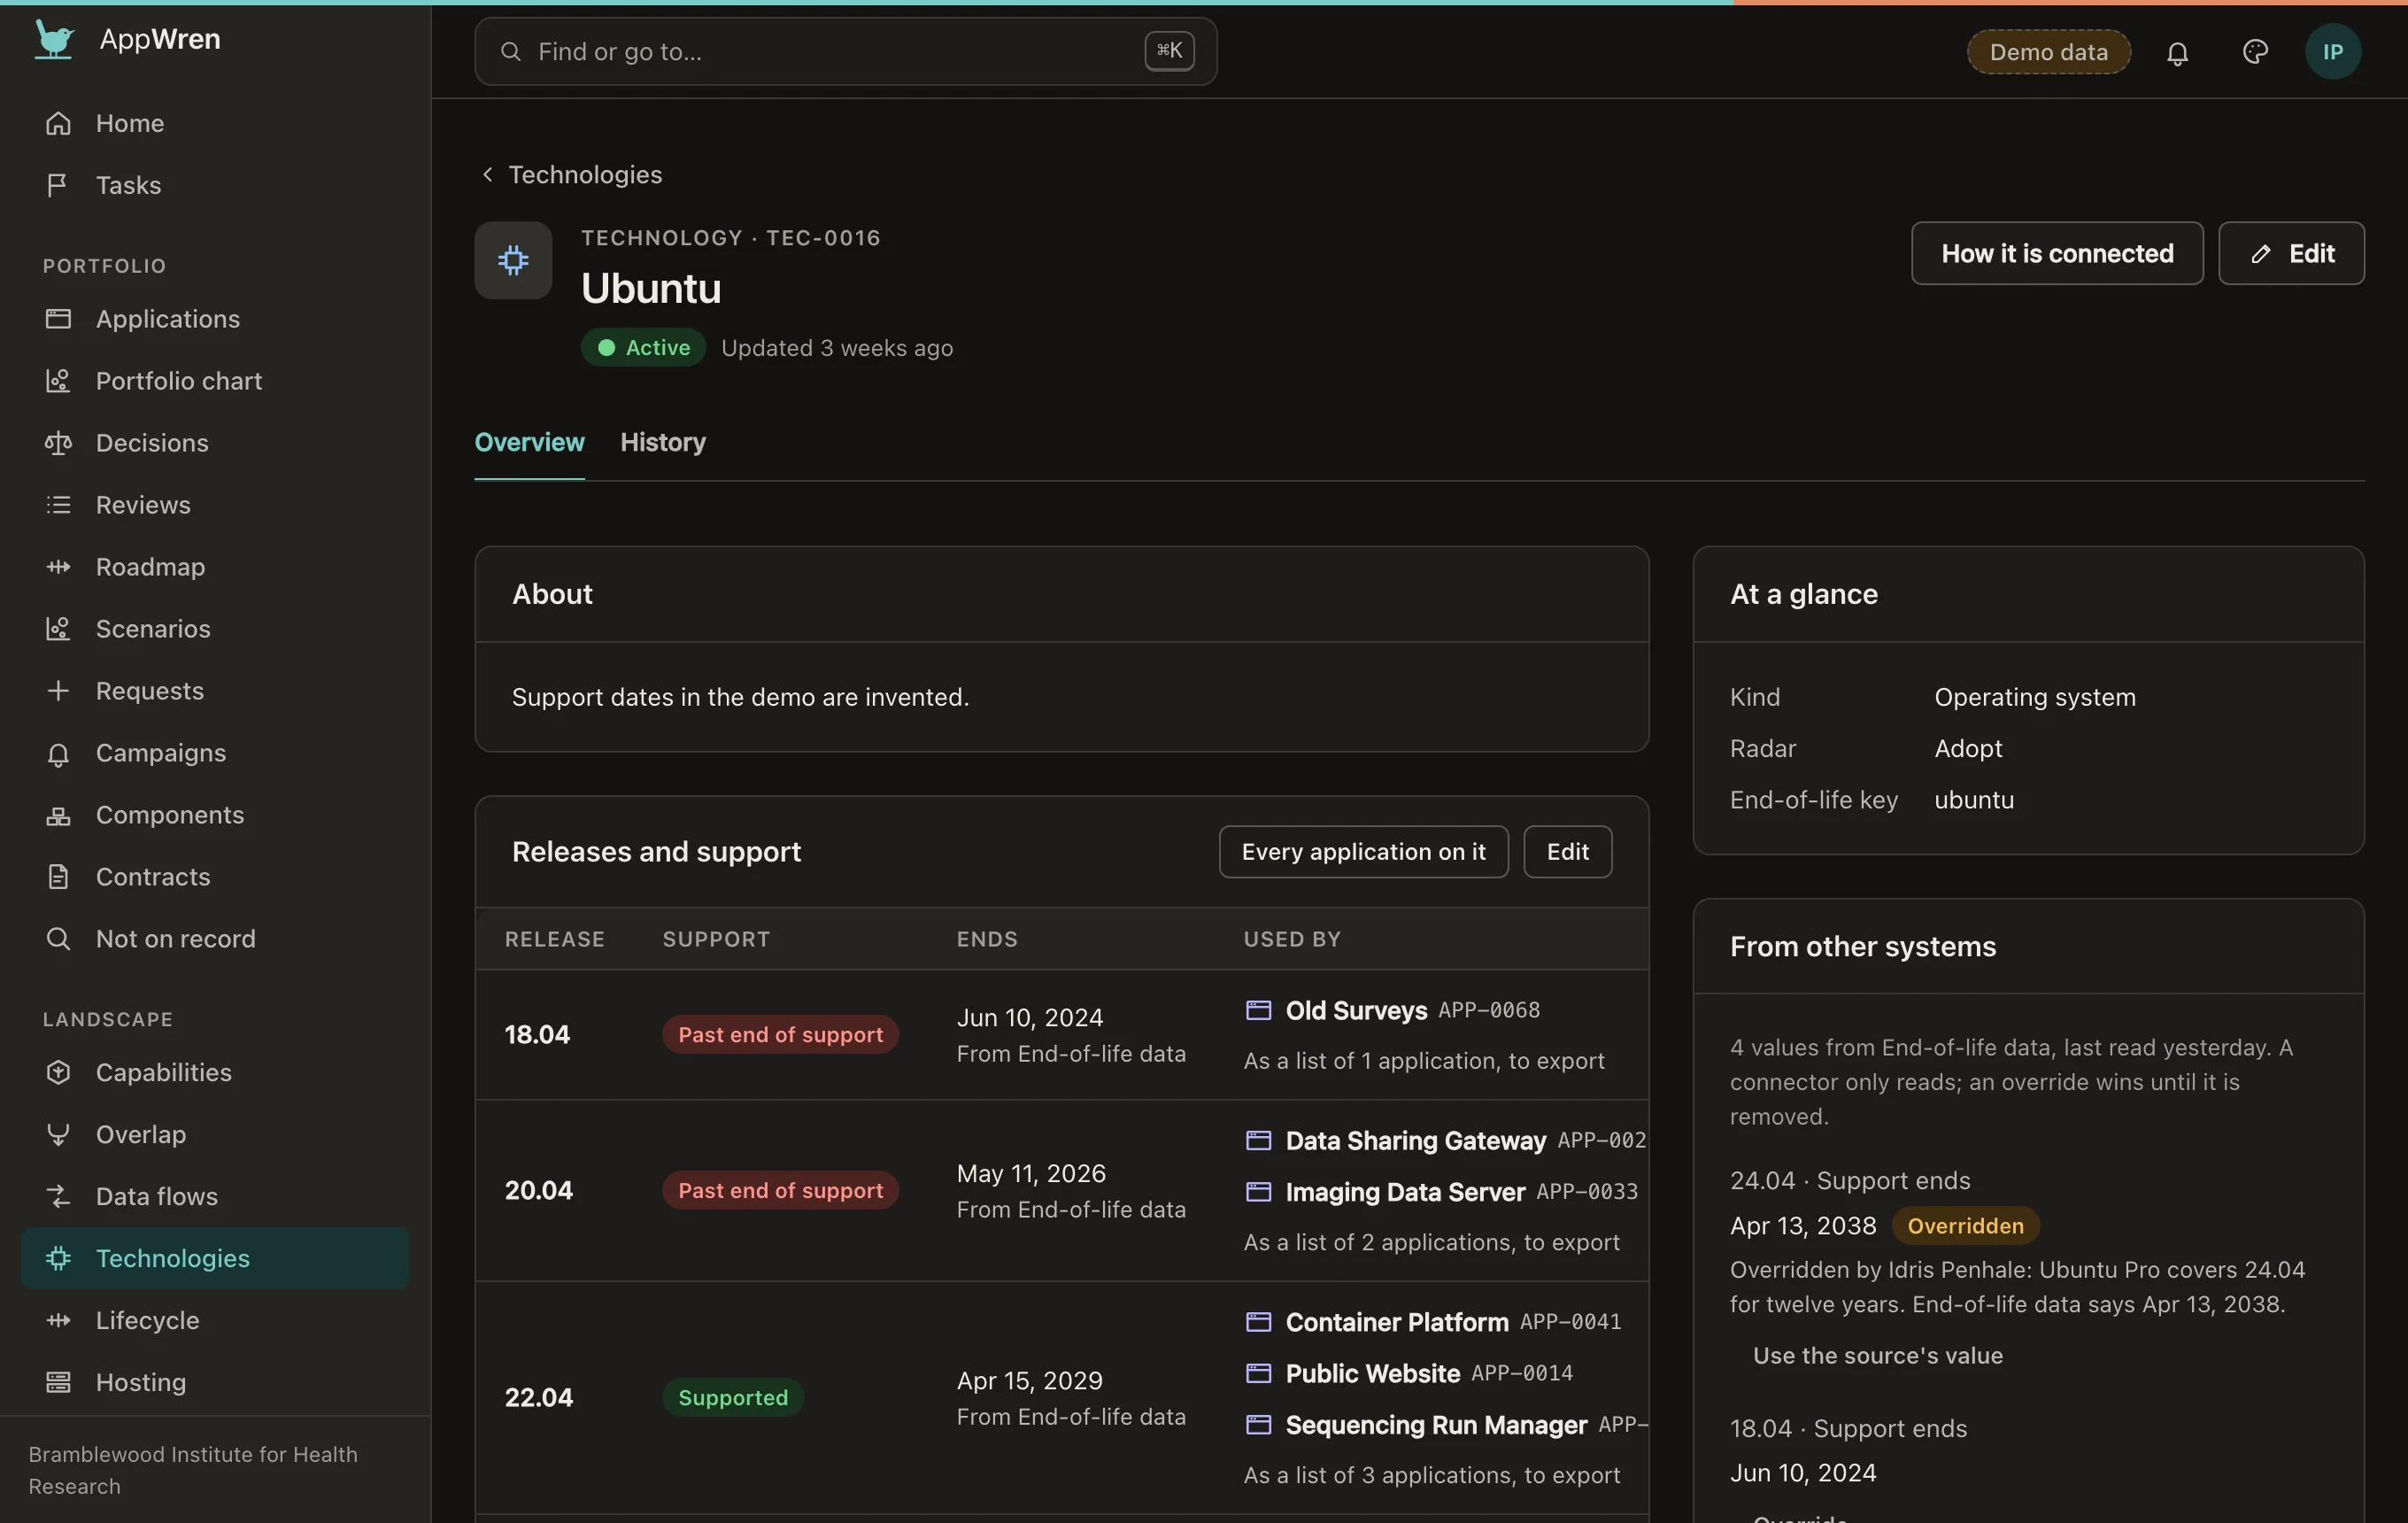 AppWren
Find or go to...
⌘K
Demo data
IP
Home
Tasks
PORTFOLIO
Applications
Portfolio chart
Decisions
Reviews
Roadmap
Scenarios
Requests
Campaigns
Components
Contracts
Not on record
LANDSCAPE
Capabilities
Overlap
Data flows
Technologies
Lifecycle
Hosting
Bramblewood Institute for Health
Research
Technologies
TECHNOLOGY · TEC-0016
Ubuntu
Active
Updated 3 weeks ago
How it is connected
Edit
Overview
History
About
Support dates in the demo are invented.
Releases and support
Every application on it
Edit
RELEASE SUPPORT ENDS USED BY
18.04
Past end of support
Jun 10, 2024
From End-of-life data
Old Surveys APP-0068
As a list of 1 application, to export
20.04
Past end of support
May 11, 2026
From End-of-life data
Data Sharing Gateway APP-002
Imaging Data Server APP-0033
As a list of 2 applications, to export
22.04
Supported
Apr 15, 2029
From End-of-life data
Container Platform APP-0041
Public Website APP-0014
Sequencing Run Manager APP-
As a list of 3 applications, to export
At a glance
Kind Operating system
Radar Adopt
End-of-life key ubuntu
From other systems
4 values from End-of-life data, last read yesterday. A
connector only reads; an override wins until it is
removed.
24.04 · Support ends
Apr 13, 2038 Overridden
Overridden by Idris Penhale: Ubuntu Pro covers 24.04
for twelve years. End-of-life data says Apr 13, 2038.
Use the source's value
18.04 · Support ends
Jun 10, 2024